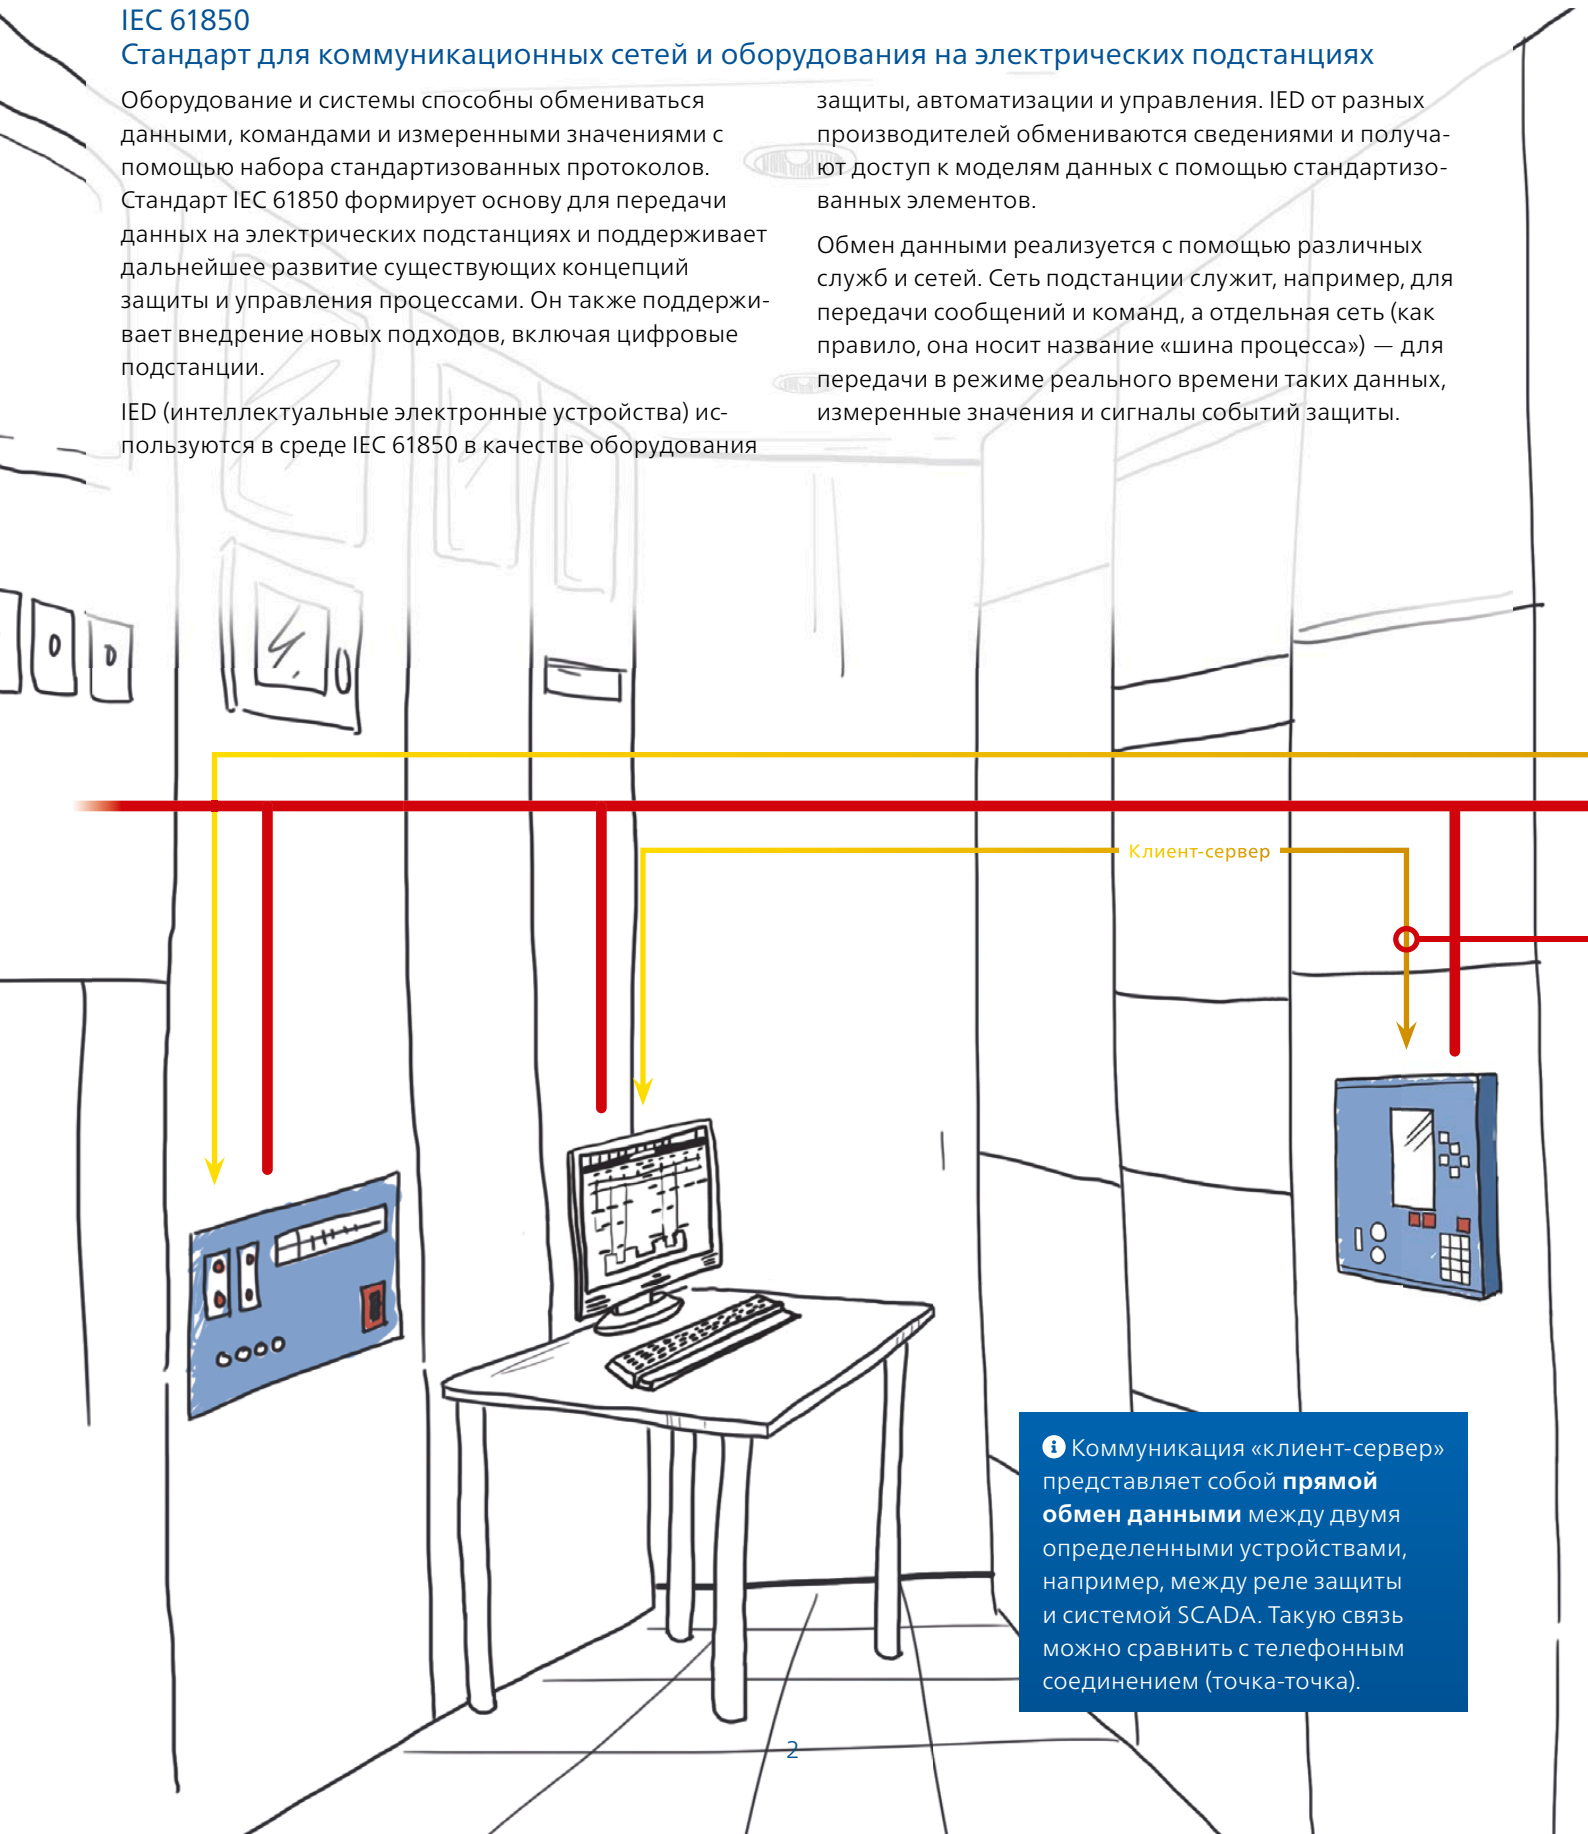 IEC 61850
Стандарт для коммуникационных сетей и оборудования на электрических подстанциях
Оборудование и системы способны обмениваться
данными, командами и измеренными значениями с
помощью набора стандартизованных протоколов.
Стандарт IEC 61850 формирует основу для передачи
данных на электрических подстанциях и поддерживает
дальнейшее развитие существующих концепций
защиты и управления процессами. Он также поддержи-
вает внедрение новых подходов, включая цифровые
подстанции.
IED (интеллектуальные электронные устройства) ис-
пользуются в среде IEC 61850 в качестве оборудования
защиты, автоматизации и управления. IED от разных
производителей обмениваются сведениями и получа-
ют доступ к моделям данных с помощью стандартизо-
ванных элементов.
Обмен данными реализуется с помощью различных
служб и сетей. Сеть подстанции служит, например, для
передачи сообщений и команд, а отдельная сеть (как
правило, она носит название «шина процесса») — для
передачи в режиме реального времени таких данных,
измеренные значения и сигналы событий защиты.
Клиент-сервер
Коммуникация «клиент-сервер»
представляет собой прямой
обмен данными между двумя
определенными устройствами,
например, между реле защиты
и системой SCADA. Такую связь
можно сравнить с телефонным
соединением (точка-точка).
2